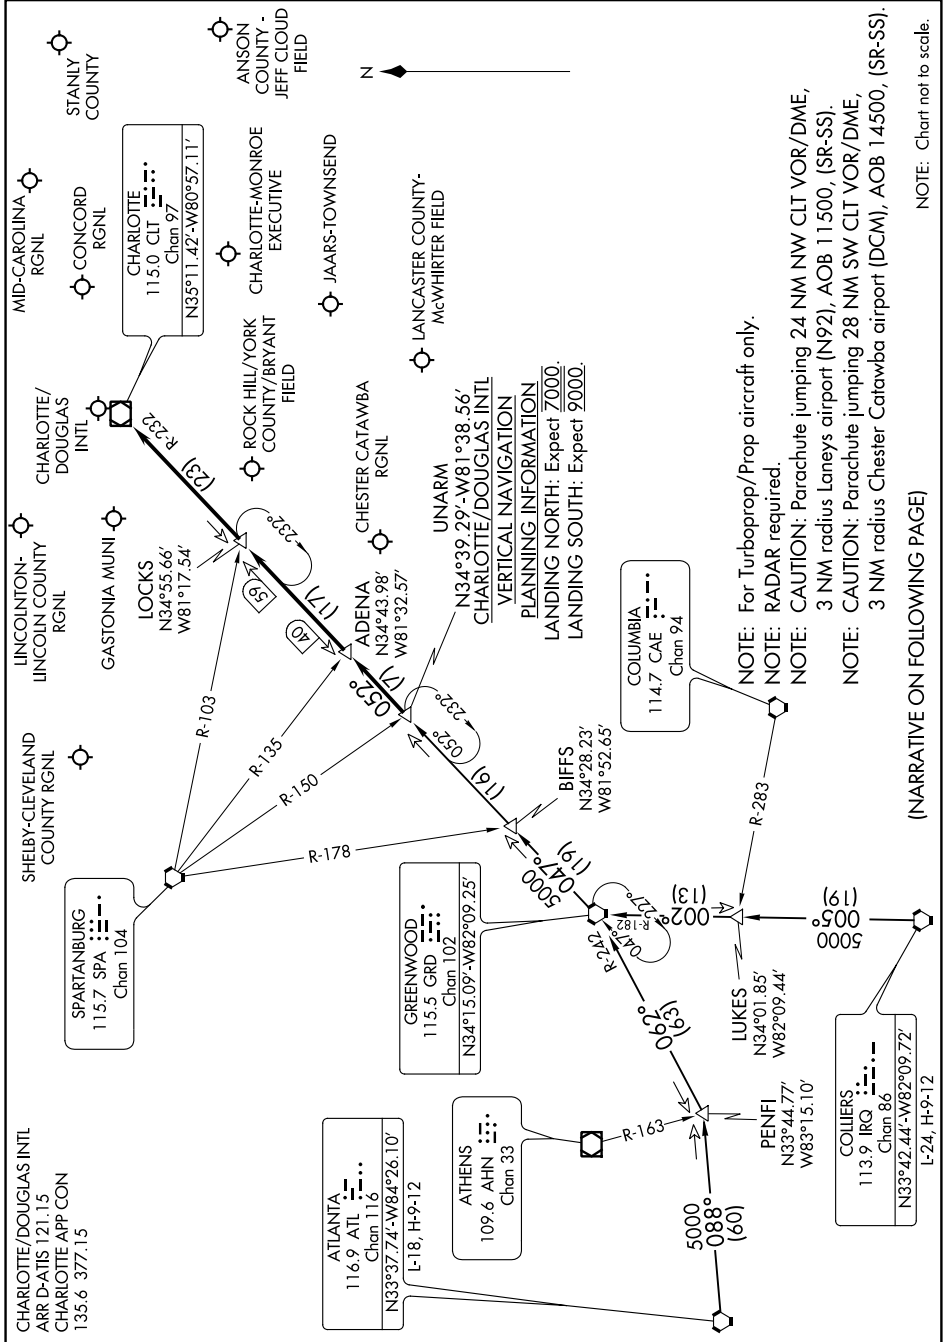 CHARLOTTE/DOUGLAS INTL
ARR D-ATIS 121.15
CHARLOTTE APP CON
135.6 377.15
SHELBY-CLEVELAND
COUNTY RGNL
LINCOLNTON-
LINCOLN COUNTY
RGNL
GASTONIA MUNI
CHARLOTTE/
DOUGLAS
INTL
MID-CAROLINA
RGNL
CONCORD
RGNL
STANLY
COUNTY
ANSON
COUNTY -
JEFF CLOUD
FIELD
CHARLOTTE
115.0 CLT
Chan 97
N35°11.42'-W80°57.11'
CHARLOTTE-MONROE
EXECUTIVE
JAARS-TOWNSEND
LANCASTER COUNTY-
McWHIRTER FIELD
ROCK HILL/YORK
COUNTY/BRYANT
FIELD
CHESTER CATAWBA
RGNL
N
R-232
(23)
LOCKS
N34°55.66'
W81°17.54'
232°
59
(17)
40
ADENA
N34°43.98'
W81°32.57'
(7)
052°
UNARM
N34°39.29'-W81°38.56'
CHARLOTTE/DOUGLAS INTL
VERTICAL NAVIGATION
PLANNING INFORMATION
LANDING NORTH: Expect 7000.
LANDING SOUTH: Expect 9000.
232°
052°
(16)
BIFFS
N34°28.23'
W81°52.65'
SPARTANBURG
115.7 SPA
Chan 104
R-103
R-135
R-150
R-178
5000
047°
(19)
GREENWOOD
115.5 GRD
Chan 102
N34°15.09'-W82°09.25'
R-242
R-182
227°
047°
002°
(13)
LUKES
N34°01.85'
W82°09.44'
COLUMBIA
114.7 CAE
Chan 94
R-283
5000
005°
(19)
COLLIERS
113.9 IRQ
Chan 86
N33°42.44'-W82°09.72'
L-24, H-9-12
062°
(63)
PENFI
N33°44.77'
W83°15.10'
ATHENS
109.6 AHN
Chan 33
R-163
5000
088°
(60)
ATLANTA
116.9 ATL
Chan 116
N33°37.74'-W84°26.10'
L-18, H-9-12
NOTE: For Turboprop/Prop aircraft only.
NOTE: RADAR required.
NOTE: CAUTION: Parachute jumping 24 NM NW CLT VOR/DME,
3 NM radius Laneys airport (N92), AOB 11500, (SR-SS).
NOTE: CAUTION: Parachute jumping 28 NM SW CLT VOR/DME,
3 NM radius Chester Catawba airport (DCM), AOB 14500, (SR-SS).
(NARRATIVE ON FOLLOWING PAGE)
NOTE: Chart not to scale.